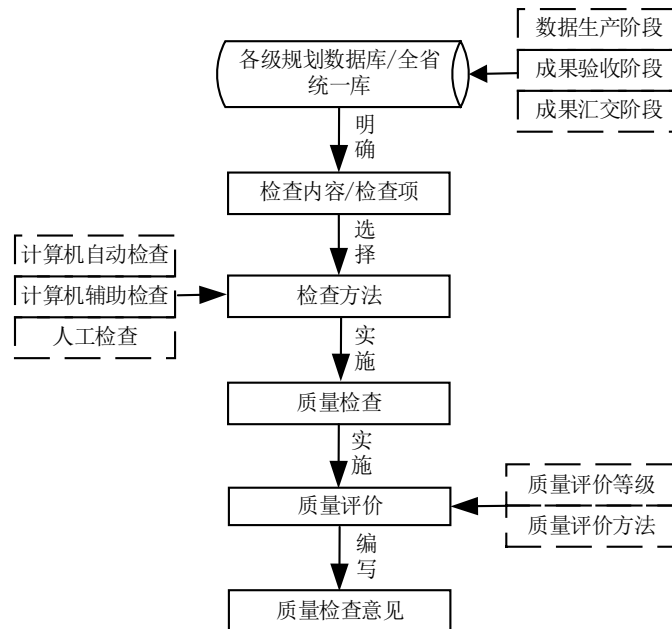 数据生产阶段
各级规划数据库/全省
统一库
成果验收阶段
成果汇交阶段
明
确
检查内容/检查项
选
择
计算机自动检查
计算机辅助检查
人工检查
检查方法
实
施
质量检查
实
施
质量评价
质量评价等级
质量评价方法
编
写
质量检查意见